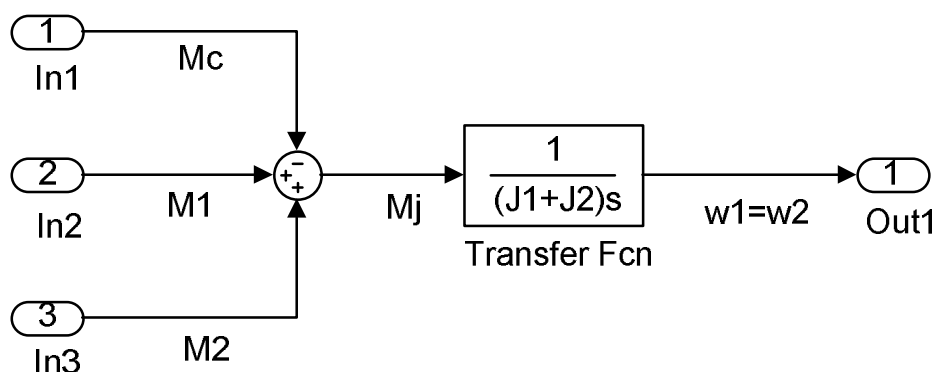 1
In1
Mc
2
In2
M1
3
In3
M2
−
+
+
Mj
1
(J1+J2)s
Transfer Fcn
w1=w2
1
Out1